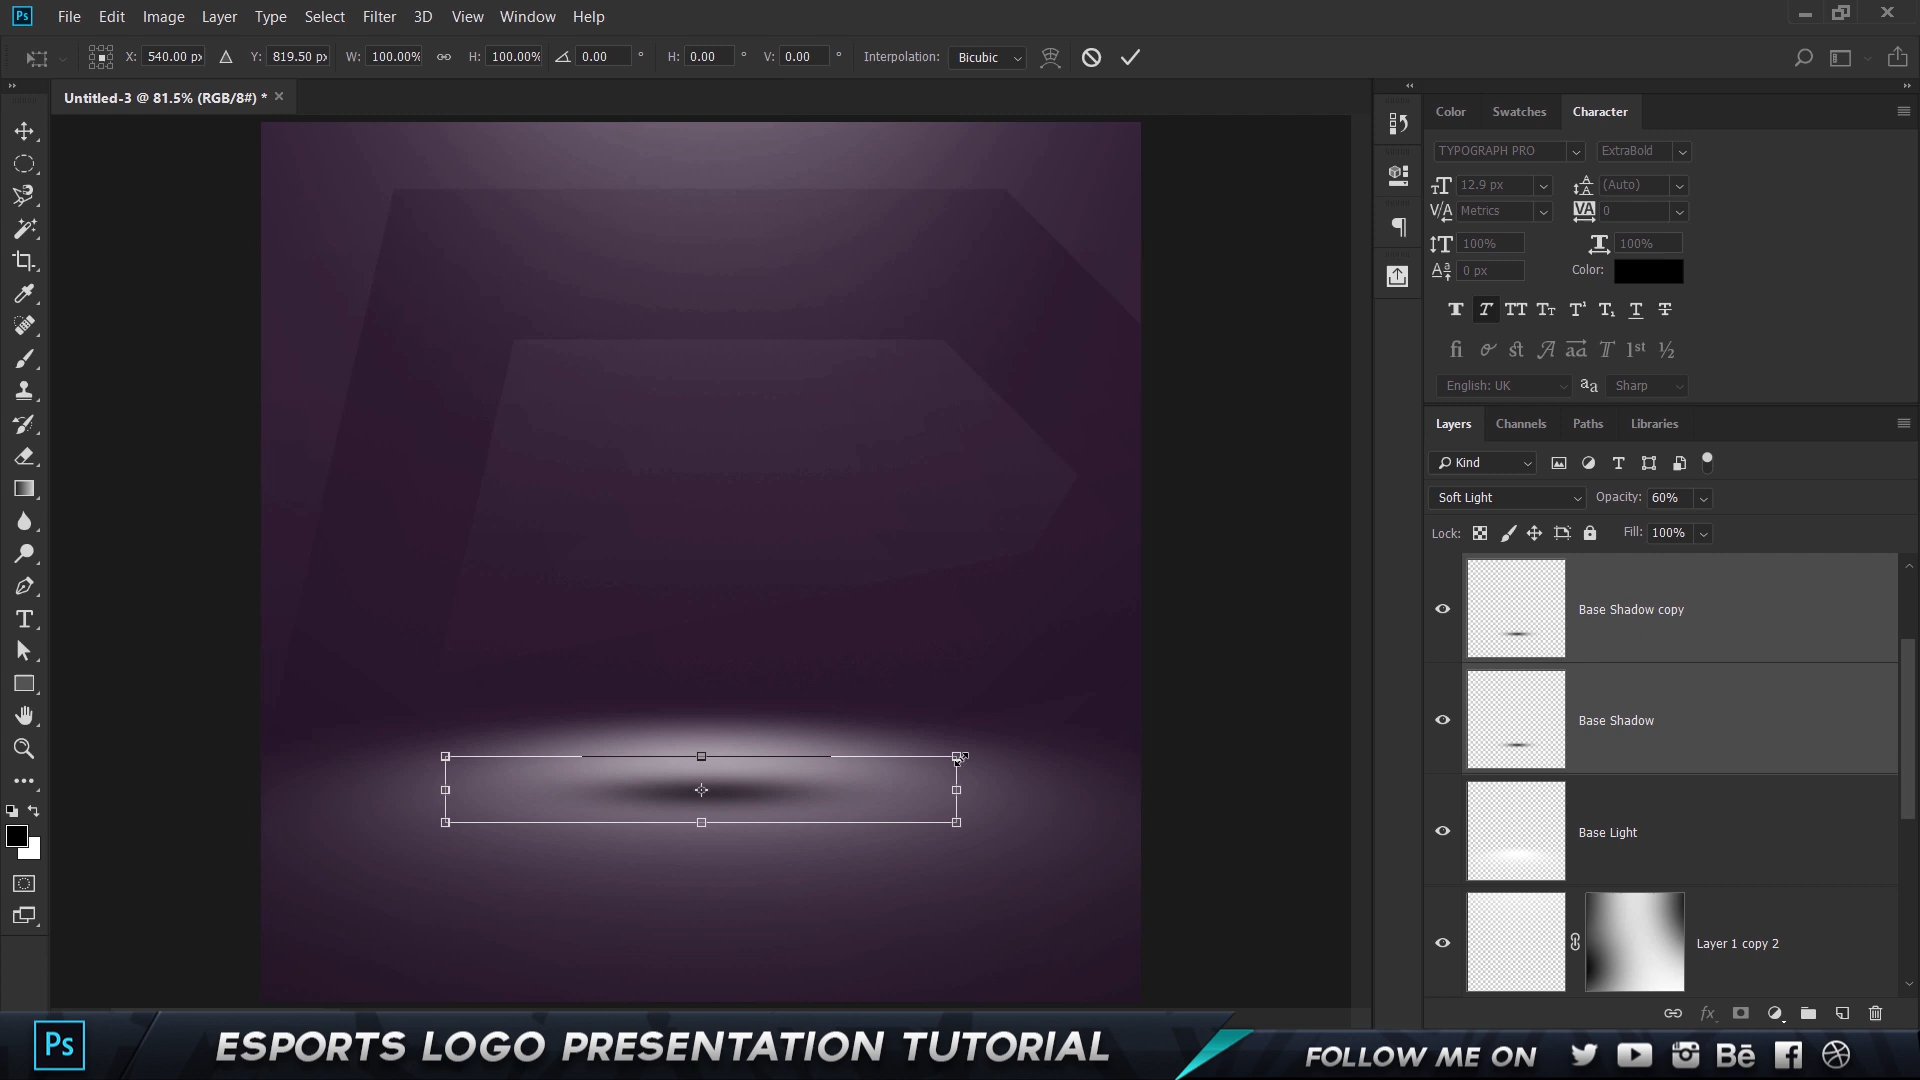 Ps File Edit Image Layer Type Select Filter 3D View Window Help
X: 540.00 px Y: 819.50 px W: 100.00% H: 100.00% 0.00 ° H: 0.00 ° V: 0.00 ° Interpolation: Bicubic
Untitled-3 @ 81.5% (RGB/8#) *
Color Swatches Character
TYPOGRAPH PRO ExtraBold
12.9 px (Auto)
Metrics 0
100% 100%
0 px Color:
English: UK aa Sharp
Layers Channels Paths Libraries
Kind
Soft Light Opacity: 60%
Lock: Fill: 100%
Base Shadow copy
Base Shadow
Base Light
Layer 1 copy 2
fx
Ps ESPORTS LOGO PRESENTATION TUTORIAL FOLLOW ME ON Bē